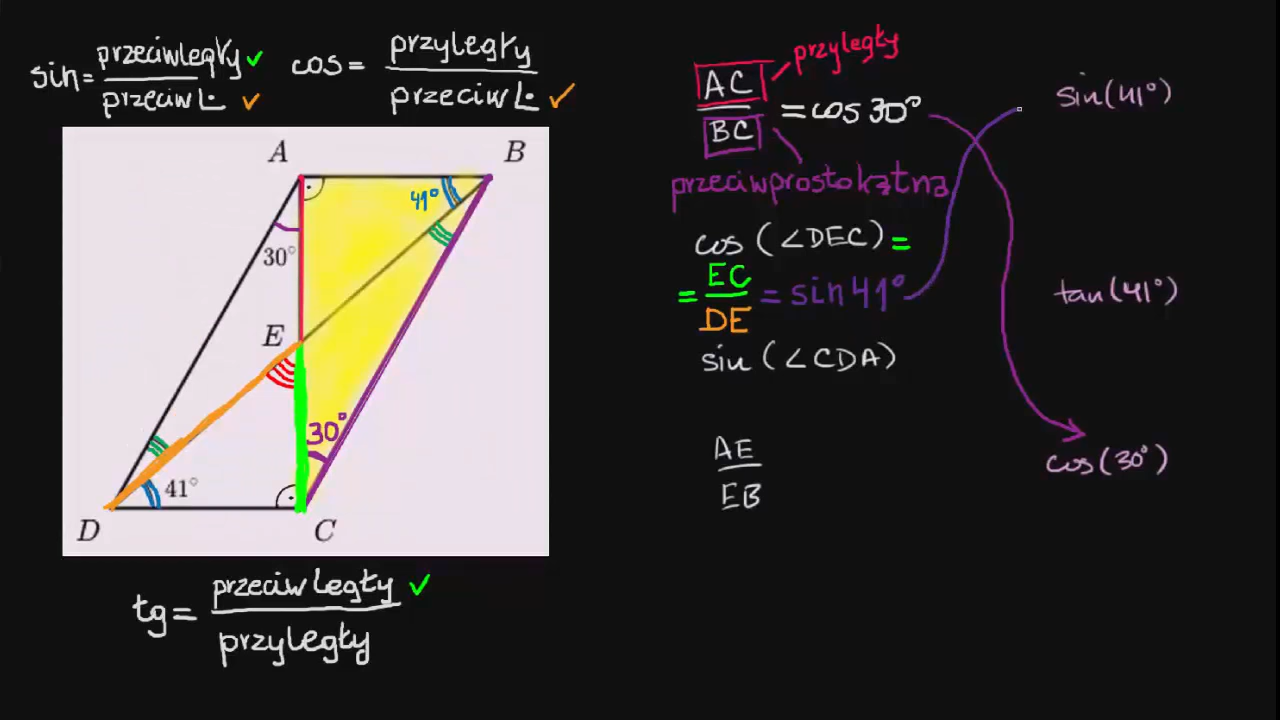 sin = przeciwległy ✓ / przeciw∟ ✓
cos = przyległy / przeciw∟ ✓
A
B
41°
30°
E
30°
41°
D
C
tg = przeciwległy ✓ / przyległy
przyległy
AC / BC = cos 30°
przeciwprostokątna
cos (∠DEC) =
= EC / DE = sin 41°
sin (∠CDA)
AE / EB
sin(41°)
tan(41°)
cos(30°)